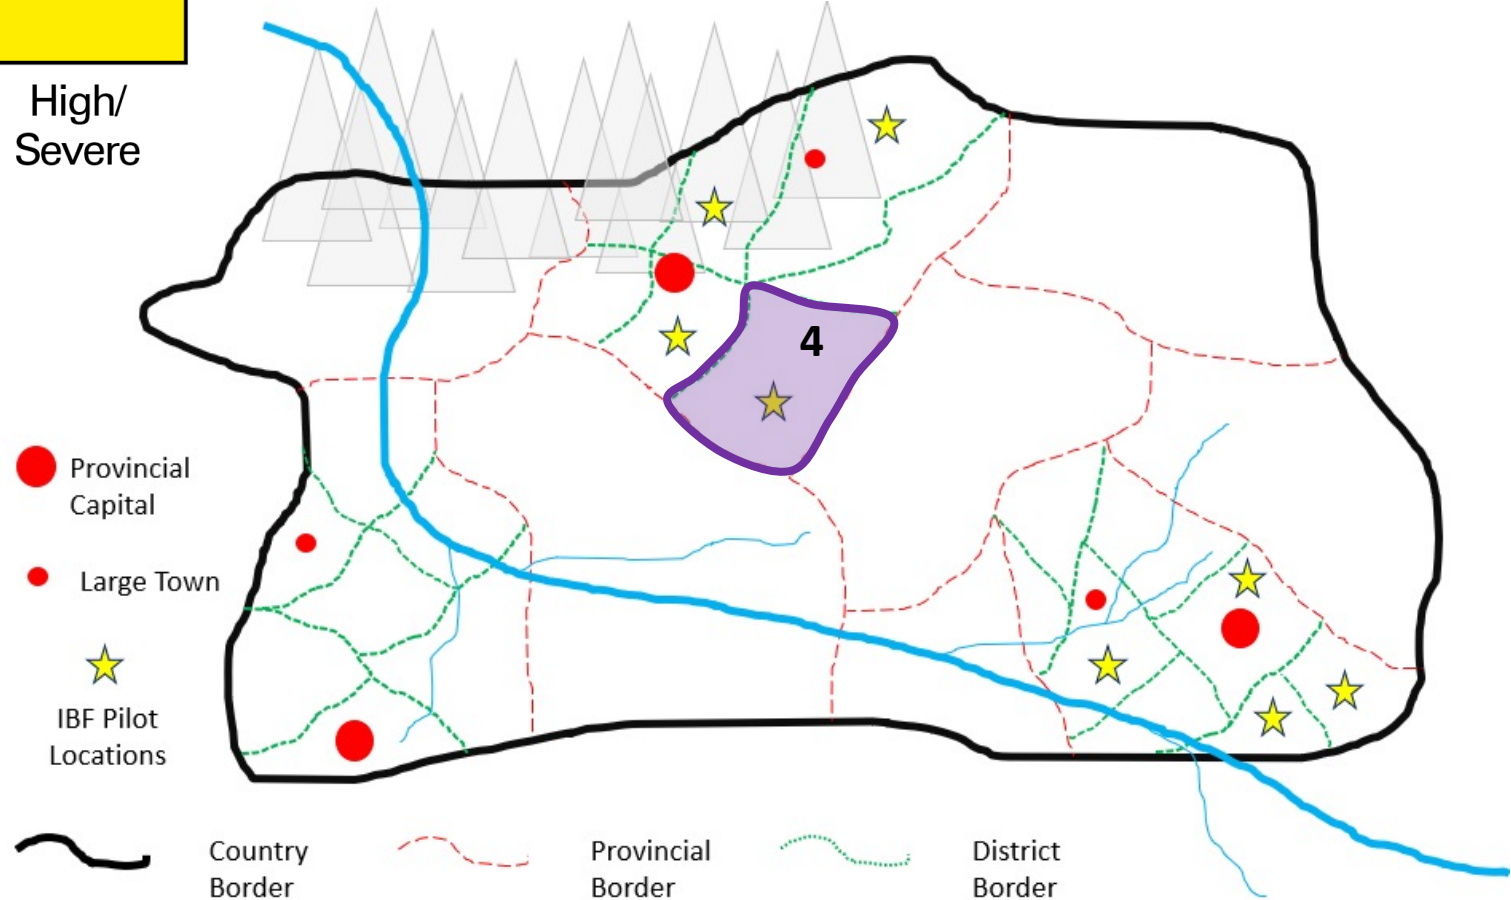 High/
Severe
4
Provincial
Capital
Large Town
IBF Pilot
Locations
Country
Border
Provincial
Border
District
Border